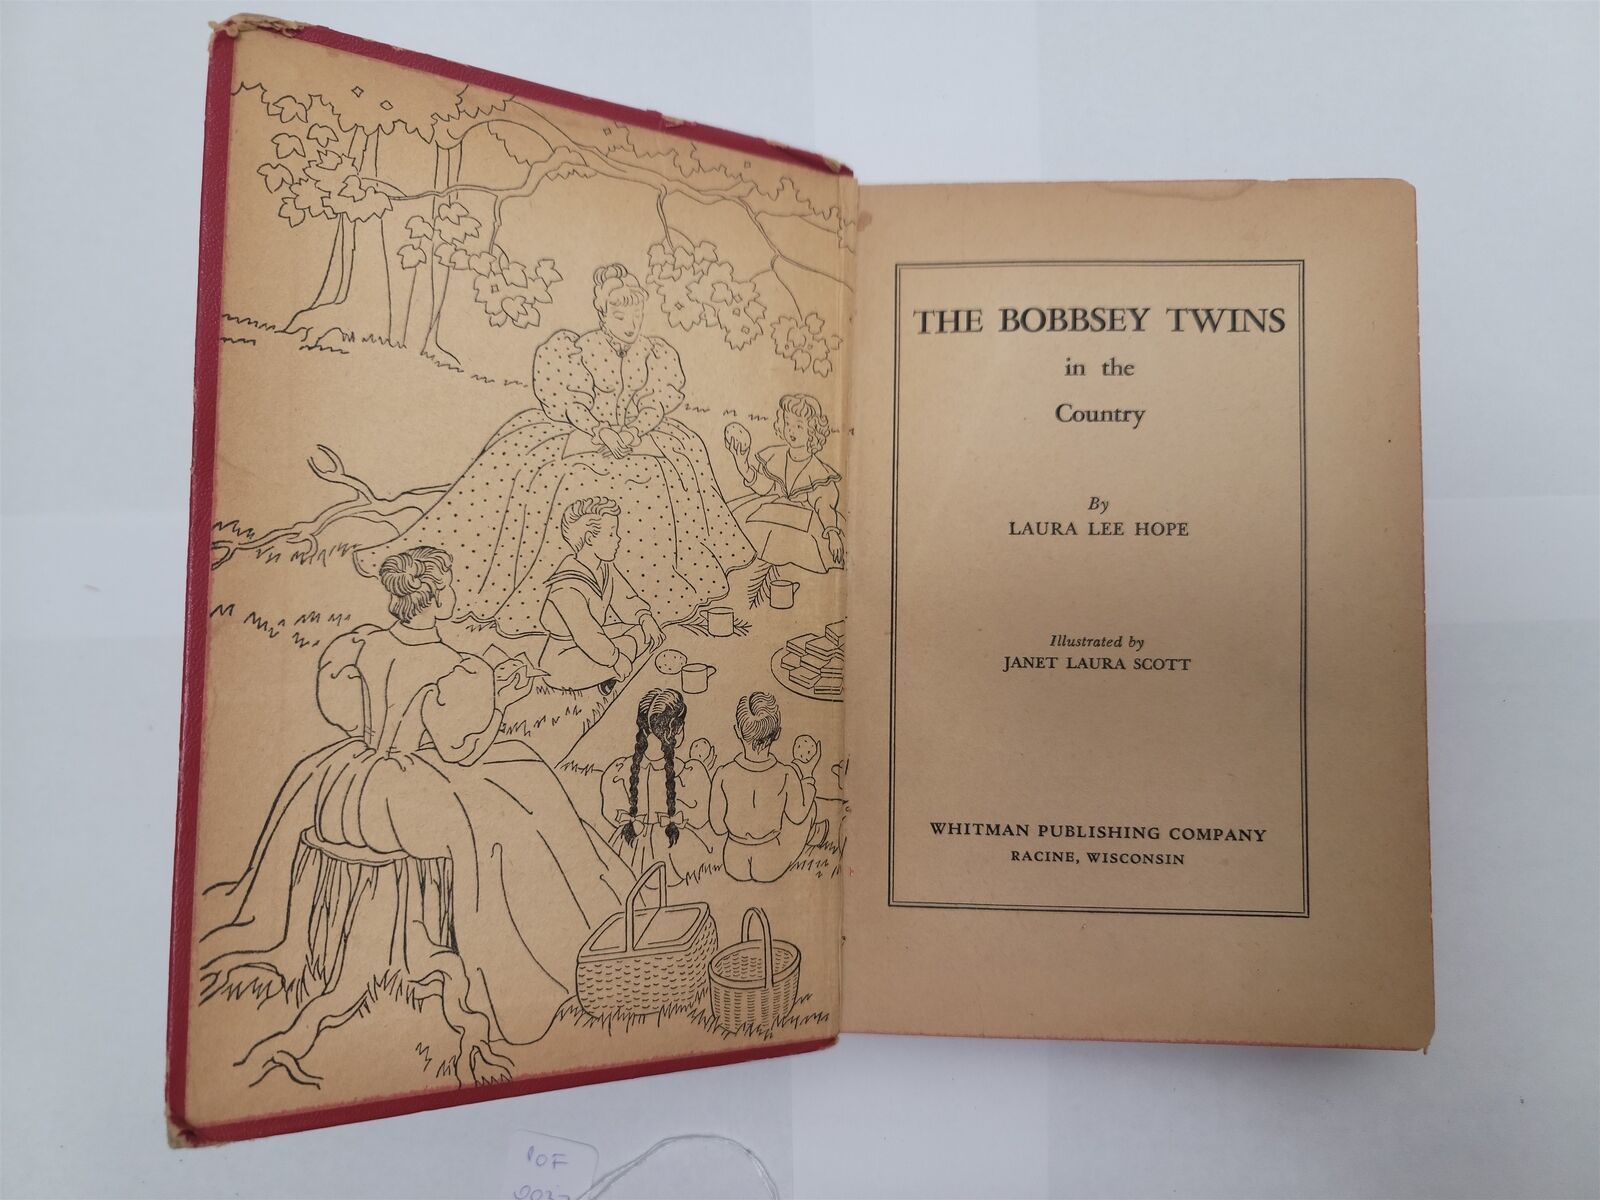 THE BOBBSEY TWINS
in the
Country
By
LAURA LEE HOPE
Illustrated by
JANET LAURA SCOTT
WHITMAN PUBLISHING COMPANY
RACINE, WISCONSIN